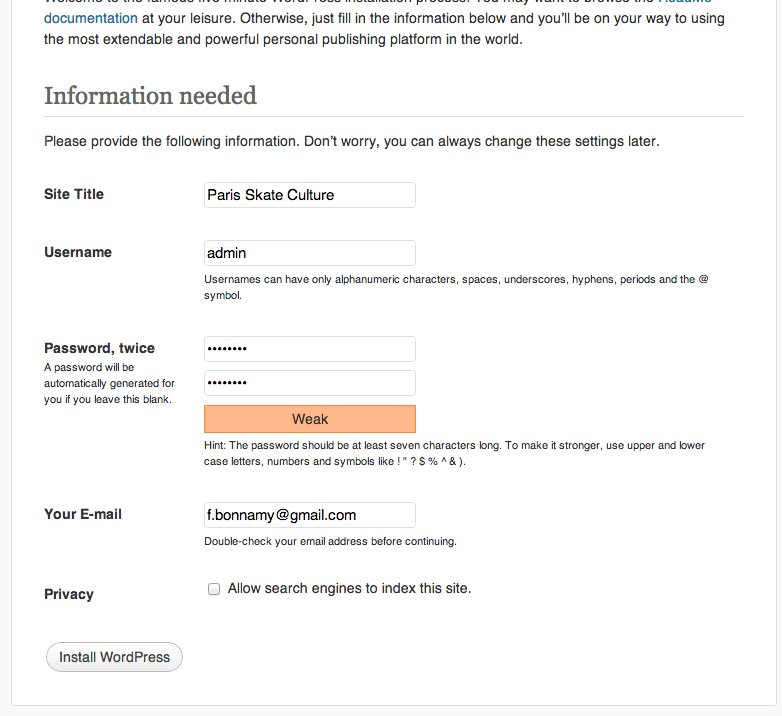 documentation at your leisure. Otherwise, just fill in the information below and you’ll be on your way to using
the most extendable and powerful personal publishing platform in the world.
Information needed
Please provide the following information. Don’t worry, you can always change these settings later.
Site Title
Paris Skate Culture
Username
admin
Usernames can have only alphanumeric characters, spaces, underscores, hyphens, periods and the @
symbol.
Password, twice
A password will be
automatically generated for
you if you leave this blank.
••••••••
••••••••
Weak
Hint: The password should be at least seven characters long. To make it stronger, use upper and lower
case letters, numbers and symbols like ! " ? $ % ^ & ).
Your E-mail
f.bonnamy@gmail.com
Double-check your email address before continuing.
Privacy
Allow search engines to index this site.
Install WordPress